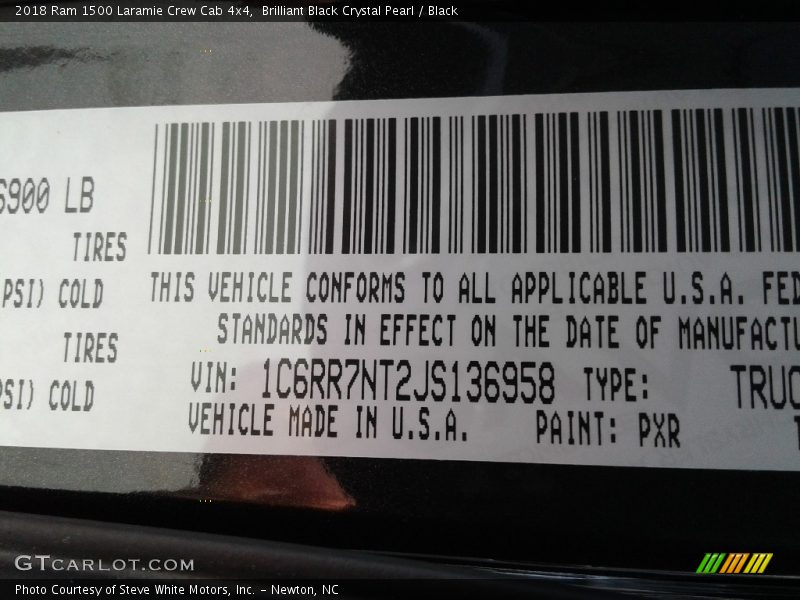 2018 Ram 1500 Laramie Crew Cab 4x4, Brilliant Black Crystal Pearl / Black
900 LB
TIRES
PSI) COLD
THIS VEHICLE CONFORMS TO ALL APPLICABLE U.S.A. FED
STANDARDS IN EFFECT ON THE DATE OF MANUFACTU
TIRES
PSI) COLD
VIN: 1C6RR7NT2JS136958 TYPE: TRUC
VEHICLE MADE IN U.S.A. PAINT: PXR
GTCARLOT.COM
Photo Courtesy of Steve White Motors, Inc. – Newton, NC